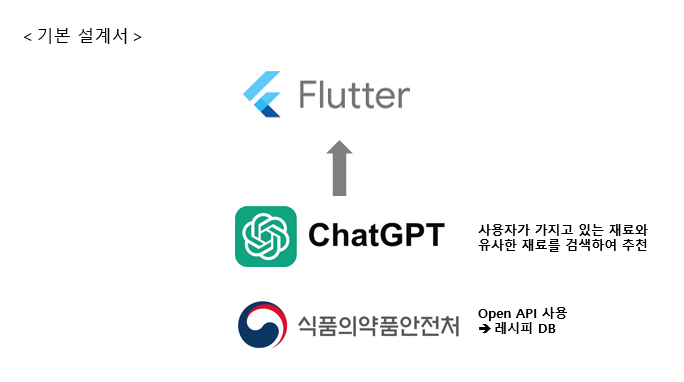 < 기본 설계서 >
Flutter
ChatGPT
사용자가 가지고 있는 재료와
유사한 재료를 검색하여 추천
식품의약품안전처
Open API 사용
➔ 레시피 DB